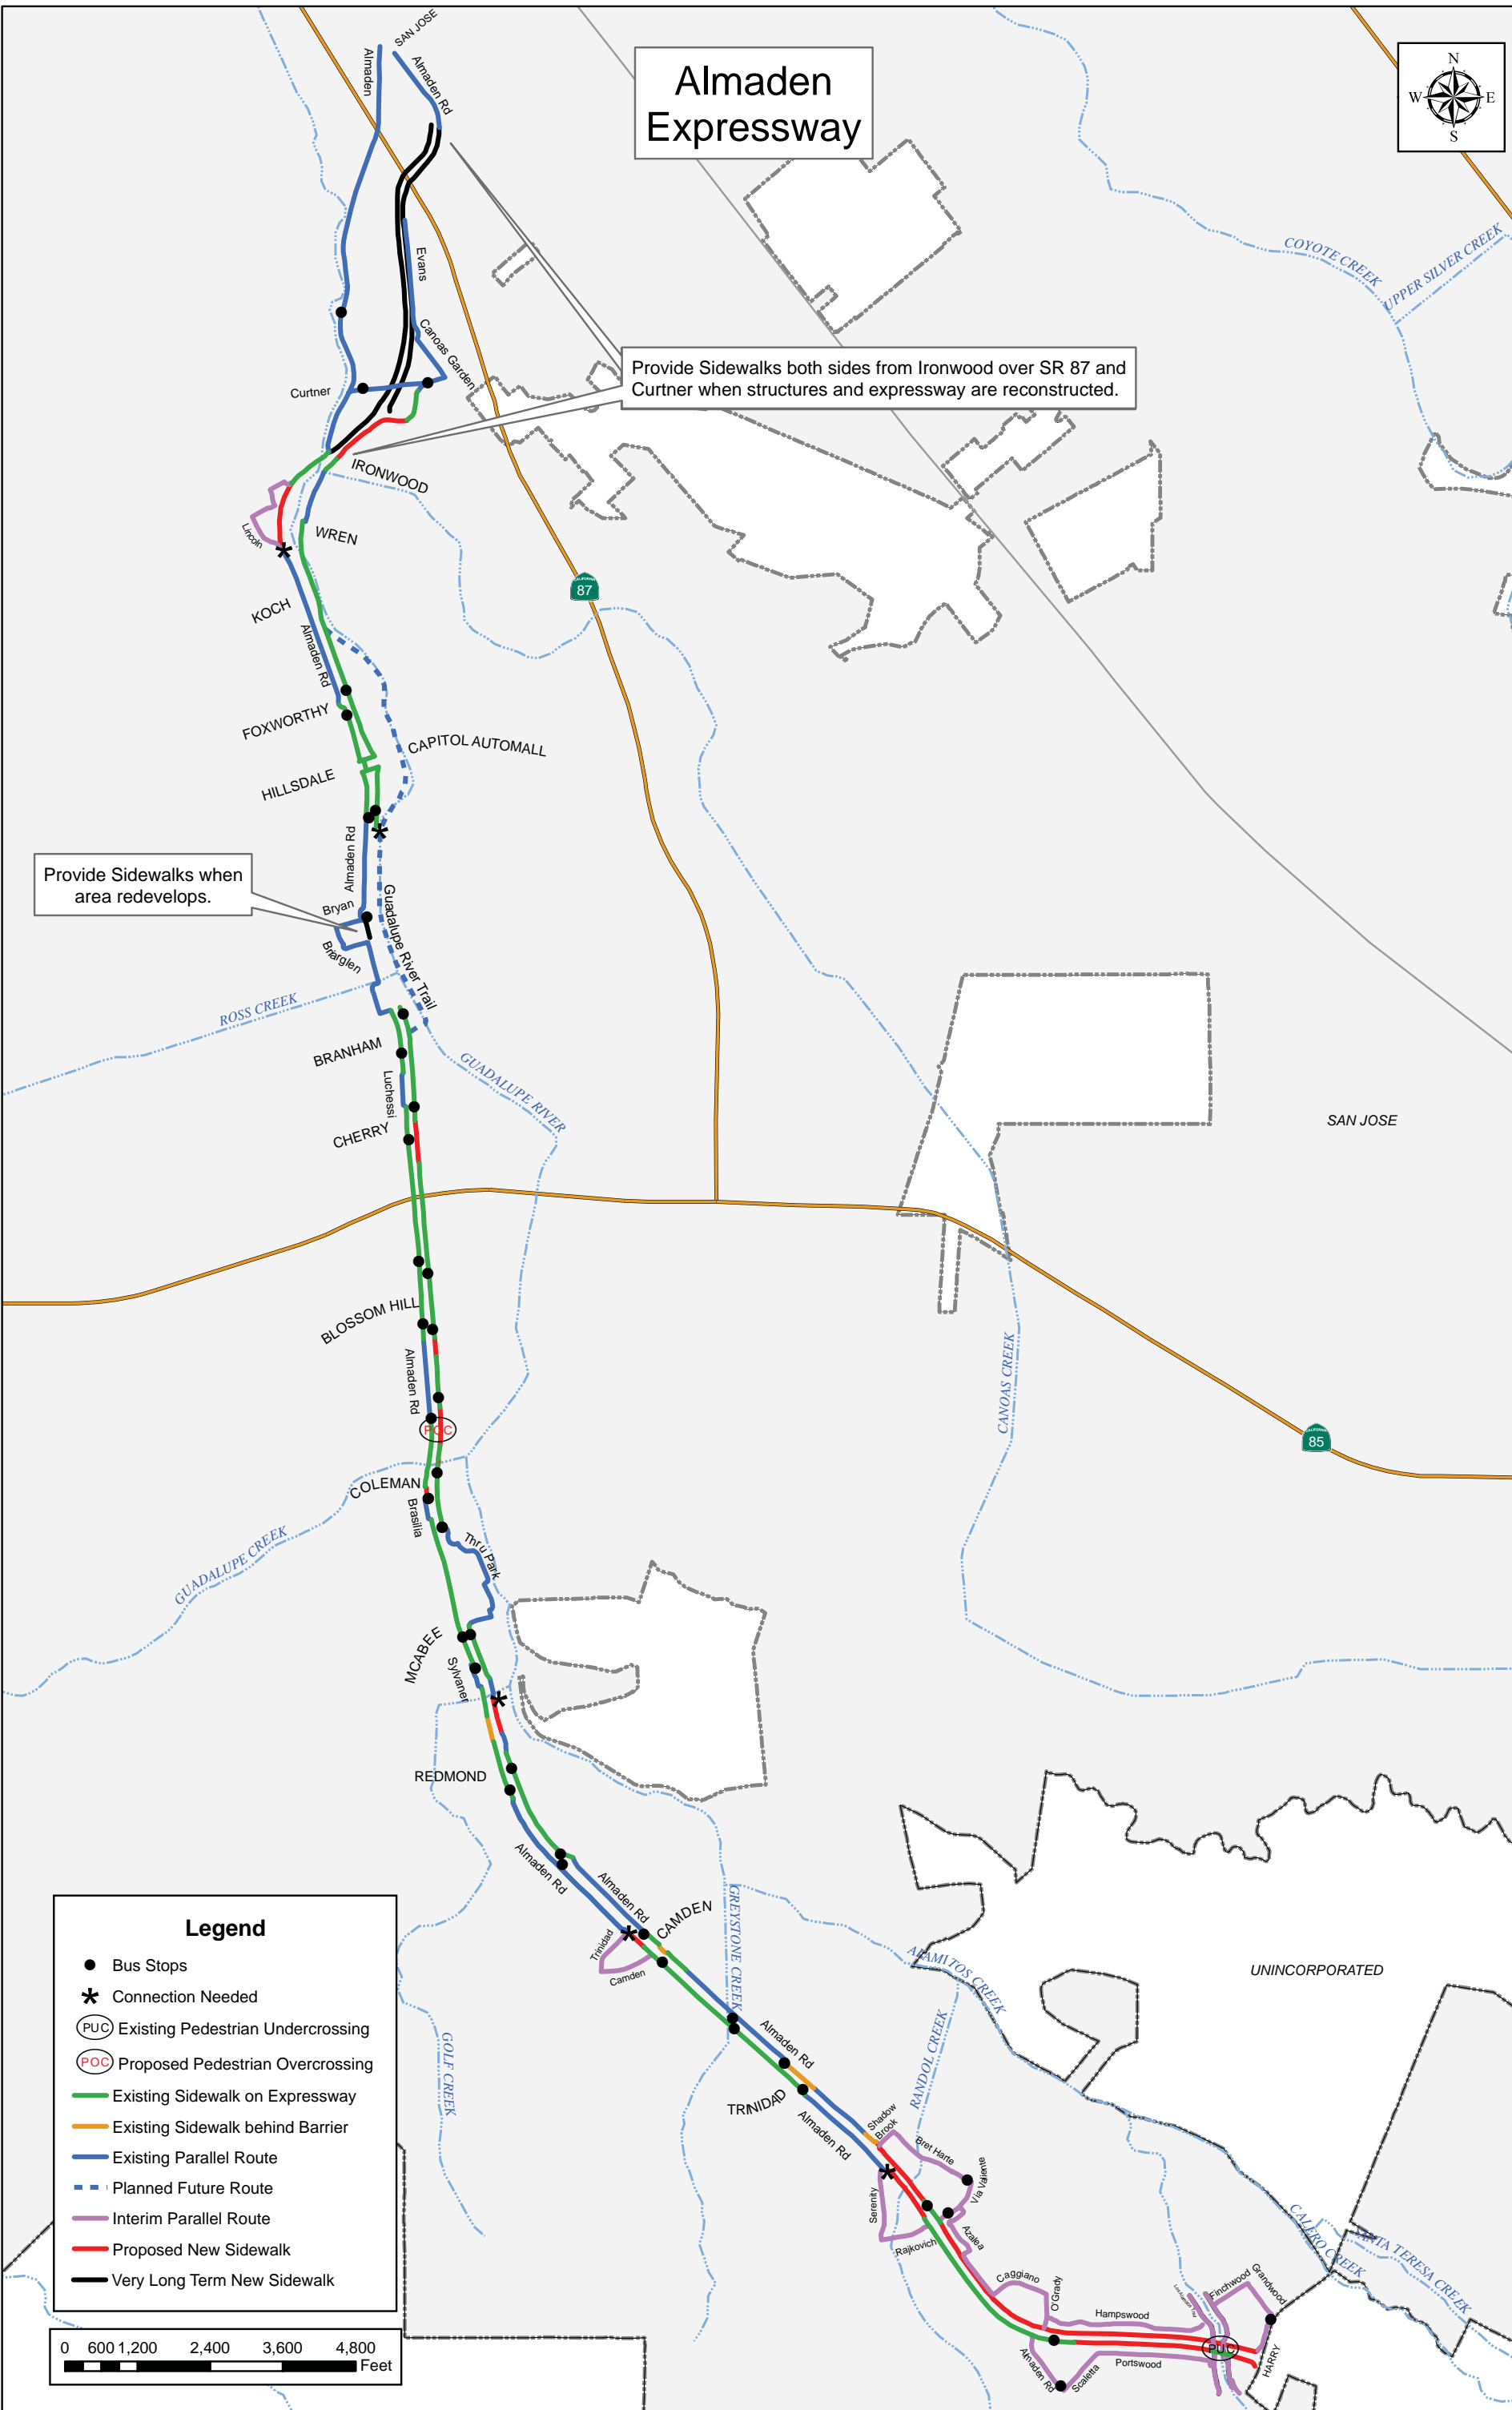 SAN JOSE
Almaden
Almaden Rd
Almaden
Expressway
N
W
E
S
COYOTE CREEK
UPPER SILVER CREEK
Evans
Canoas Garden
Curtner
Provide Sidewalks both sides from Ironwood over SR 87 and
Curtner when structures and expressway are reconstructed.
IRONWOOD
Lincoln
WREN
CALIFORNIA
87
KOCH
Almaden Rd
FOXWORTHY
CAPITOL AUTOMALL
HILLSDALE
Almaden Rd
Provide Sidewalks when
area redevelops.
Bryan
Guadalupe River Trail
Briarglen
ROSS CREEK
BRANHAM
GUADALUPE RIVER
Luchessi
CHERRY
SAN JOSE
BLOSSOM HILL
Almaden Rd
CANOAS CREEK
POC
CALIFORNIA
85
COLEMAN
Brasilia
Thru Park
GUADALUPE CREEK
MCABEE
Sylvaner
REDMOND
Almaden Rd
Almaden Rd
CAMDEN
GREYSTONE CREEK
Trinidad
Camden
ALAMITOS CREEK
UNINCORPORATED
GOLF CREEK
Almaden Rd
RANDOL CREEK
TRINIDAD
Almaden Rd
Shadow
Brook
Bret Harte
Via Valiente
Serenity
Azalea
Rajkovich
Caggiano
O'Grady
Hampswood
Finchwood
Grandwood
CALERO CREEK
SANTA TERESA CREEK
PUC
HARRY
Portswood
Almaden Rd
Scaletta
Legend
Bus Stops
Connection Needed
PUC Existing Pedestrian Undercrossing
POC Proposed Pedestrian Overcrossing
Existing Sidewalk on Expressway
Existing Sidewalk behind Barrier
Existing Parallel Route
Planned Future Route
Interim Parallel Route
Proposed New Sidewalk
Very Long Term New Sidewalk
0 600 1,200 2,400 3,600 4,800
Feet